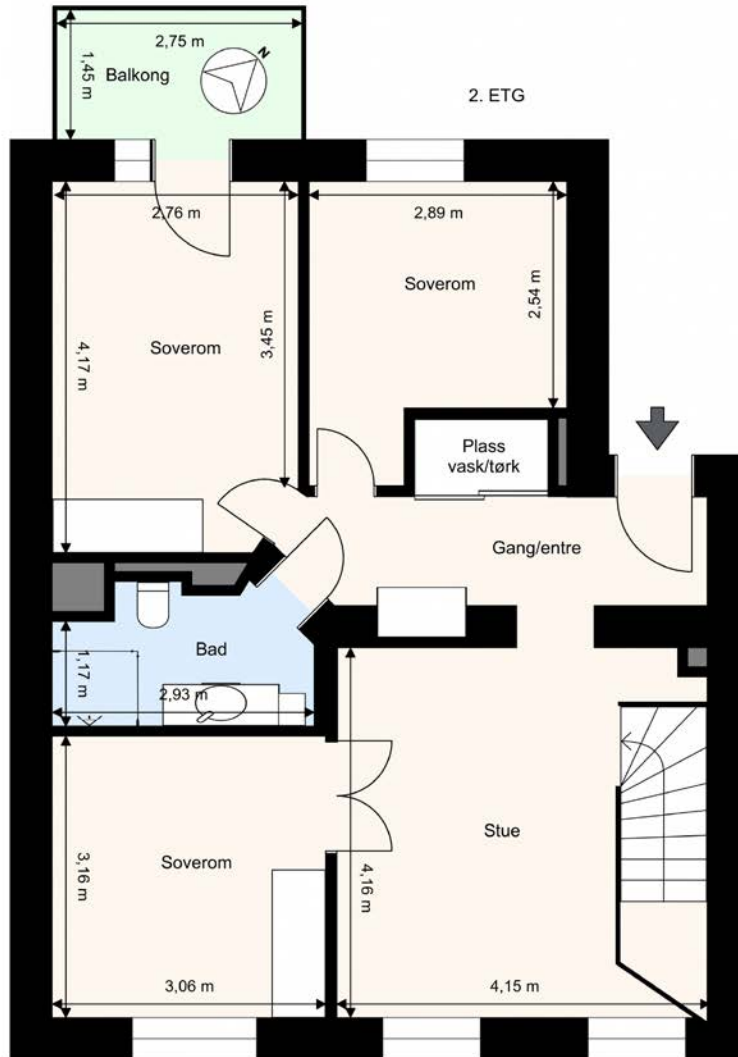 2,75 m
1,45 m
Balkong
N
2. ETG
2,76 m
2,89 m
Soverom
2,54 m
4,17 m
Soverom
3,45 m
Plass
vask/tørk
Gang/entre
1,17 m
Bad
2,93 m
3,16 m
Soverom
Stue
4,16 m
3,06 m
4,15 m